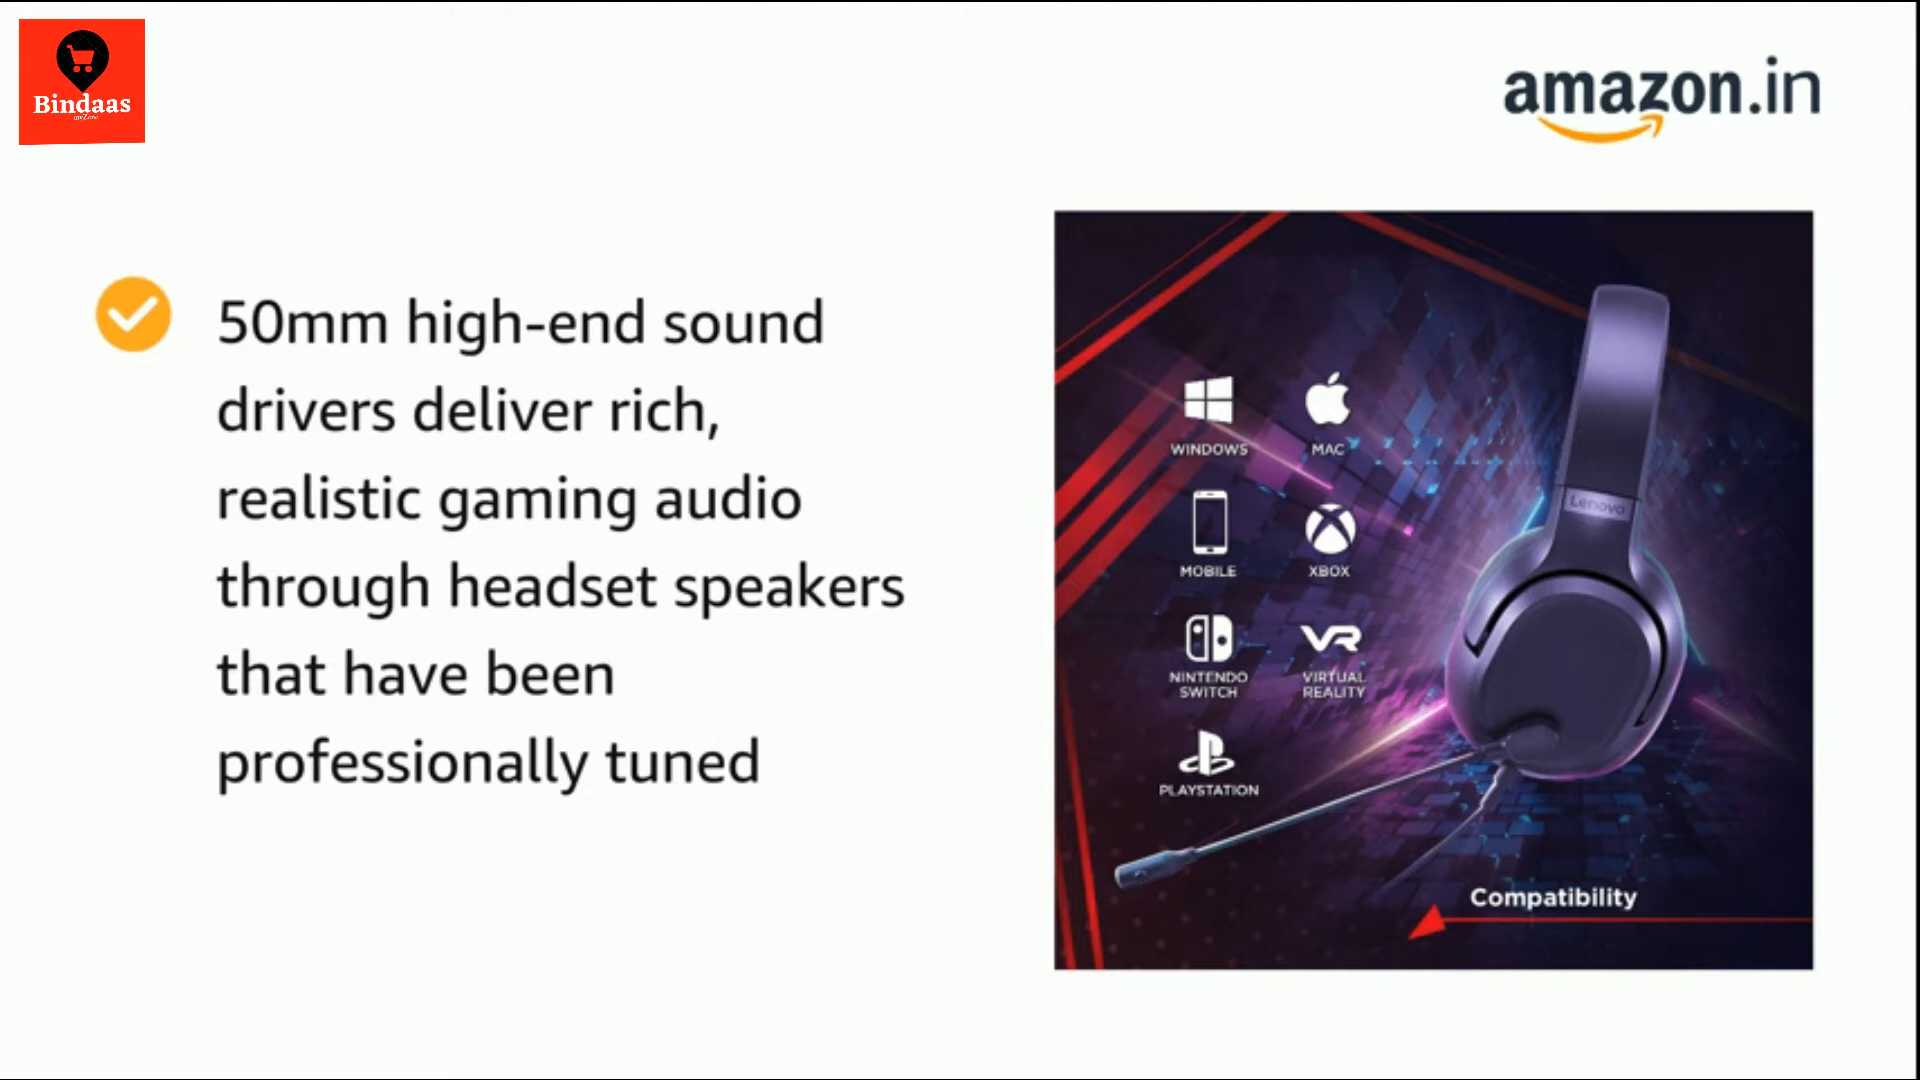 Bindaas
amazon.in
50mm high-end sound
drivers deliver rich,
realistic gaming audio
through headset speakers
that have been
professionally tuned
WINDOWS
MAC
MOBILE
XBOX
NINTENDO
SWITCH
VR
VIRTUAL
REALITY
PLAYSTATION
Lenovo
Compatibility